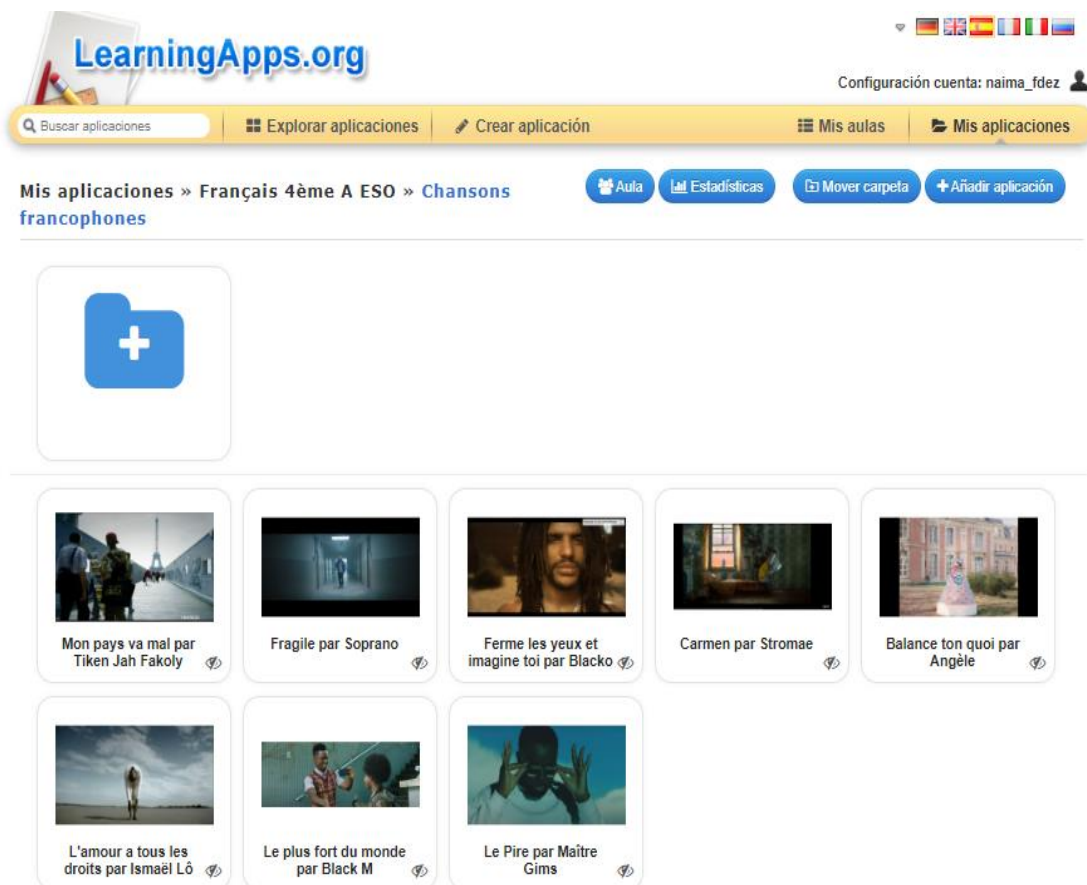 LearningApps.org
Configuración cuenta: naima_fdez
Buscar aplicaciones
Explorar aplicaciones
Crear aplicación
Mis aulas
Mis aplicaciones
Mis aplicaciones » Français 4ème A ESO » Chansons
francophones
Aula
Estadísticas
Mover carpeta
Añadir aplicación
Mon pays va mal par
Tiken Jah Fakoly
Fragile par Soprano
Ferme les yeux et
imagine toi par Blacko
Carmen par Stromae
Balance ton quoi par
Angèle
L'amour a tous les
droits par Ismaël Lô
Le plus fort du monde
par Black M
Le Pire par Maître
Gims